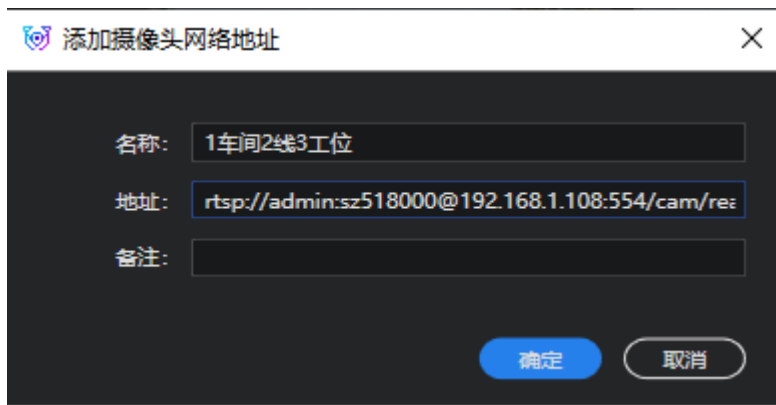 添加摄像头网络地址
名称: 1车间2线3工位
地址: rtsp://admin:sz518000@192.168.1.108:554/cam/rea
备注:
确定 取消